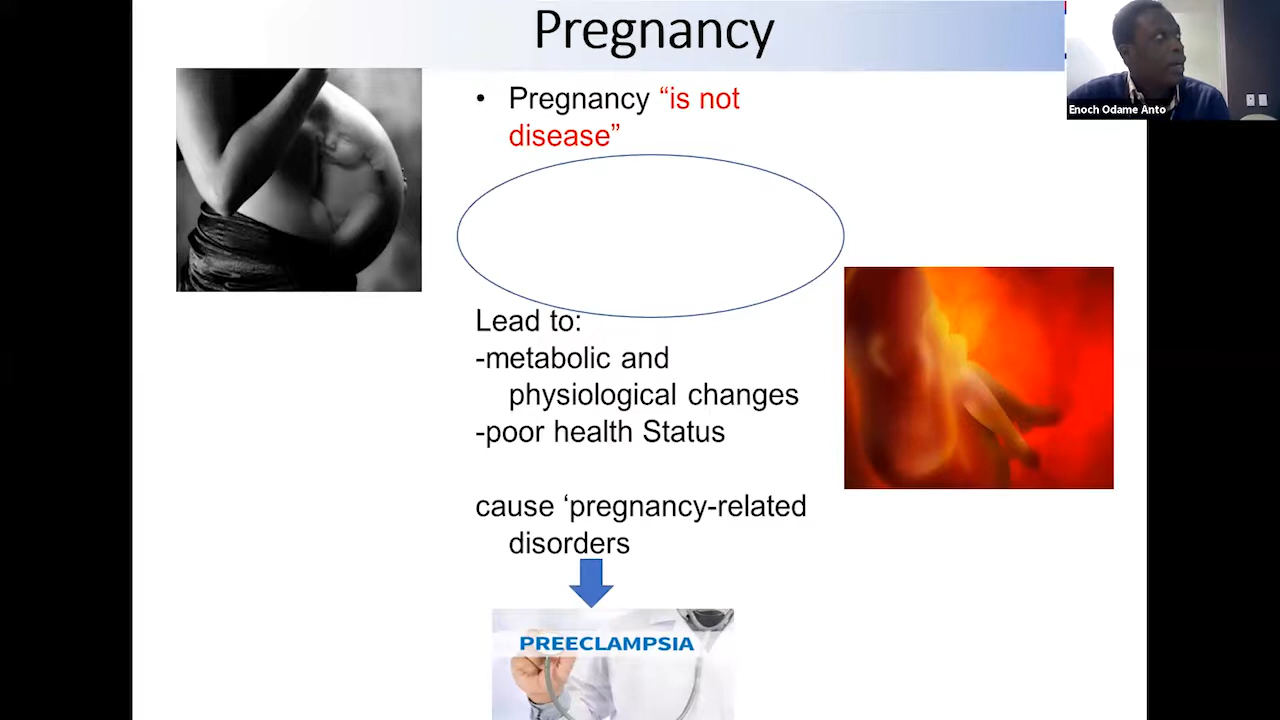 Pregnancy
Enoch Odame Anto
• Pregnancy “is not
disease”
Lead to:
-metabolic and
physiological changes
-poor health Status
cause ‘pregnancy-related
disorders
PREECLAMPSIA